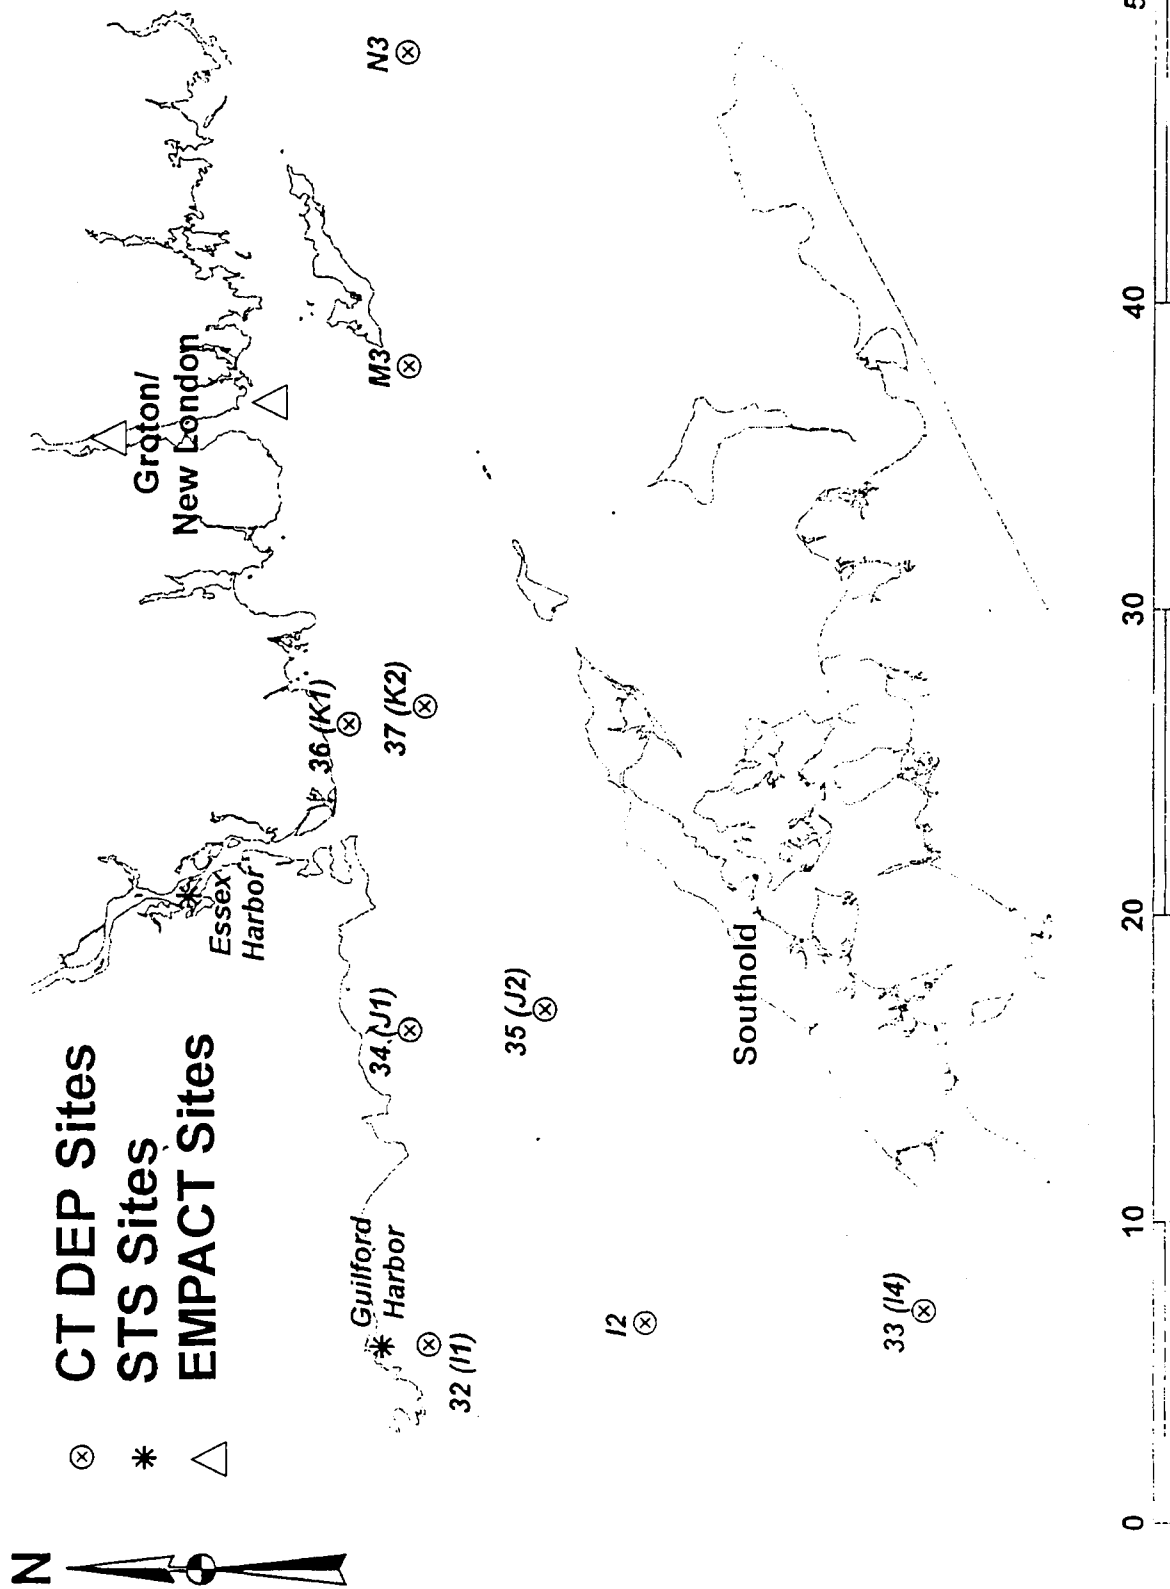 N
CT DEP Sites
STS Sites
EMPACT Sites
Groton/
New London
Essex
Harbor
Guilford
Harbor
N3
M3
36 (K1)
37 (K2)
34 (J1)
35 (J2)
32 (I1)
I2
33 (I4)
Southold
0
10
20
30
40